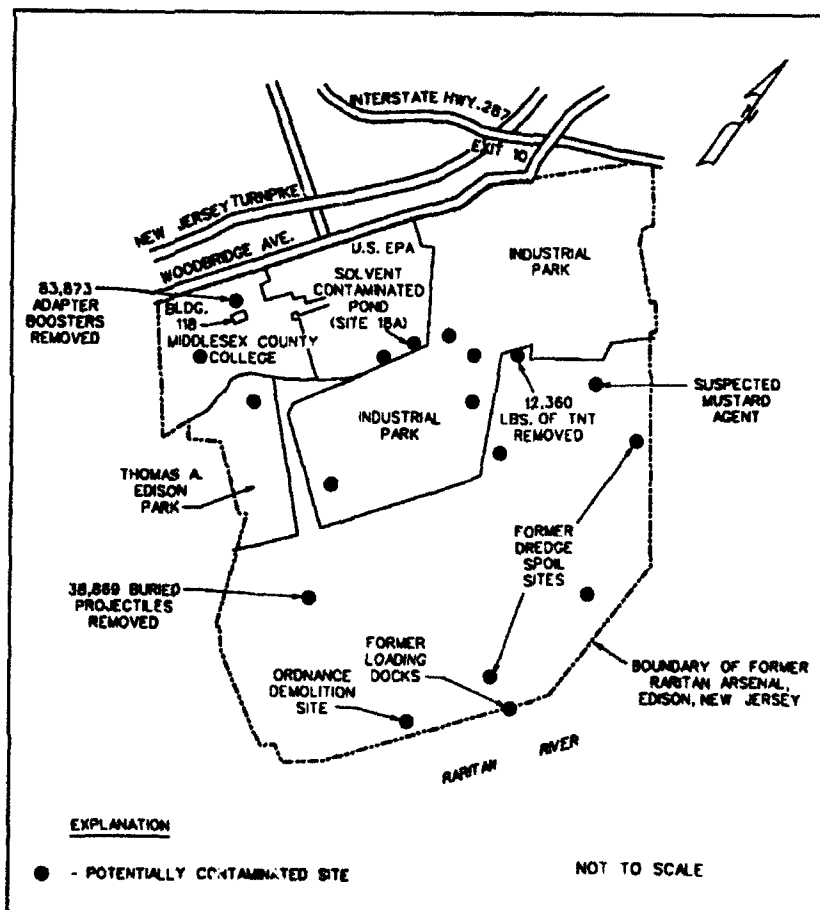 INTERSTATE HWY. 287
N
EXIT 10
NEW JERSEY TURNPIKE
WOODBRIDGE AVE.
U.S. EPA
INDUSTRIAL
PARK
SOLVENT
CONTAMINATED
POND
(SITE 18A)
83,873
ADAPTER
BOOSTERS
REMOVED
BLDG.
118
MIDDLESEX COUNTY
COLLEGE
12,360
LBS. OF TNT
REMOVED
SUSPECTED
MUSTARD
AGENT
INDUSTRIAL
PARK
THOMAS A.
EDISON
PARK
FORMER
DREDGE
SPOIL
SITES
38,869 BURIED
PROJECTILES
REMOVED
FORMER
LOADING
DOCKS
ORDNANCE
DEMOLITION
SITE
BOUNDARY OF FORMER
RARITAN ARSENAL,
EDISON, NEW JERSEY
RARITAN RIVER
EXPLANATION
- POTENTIALLY CONTAMINATED SITE
NOT TO SCALE